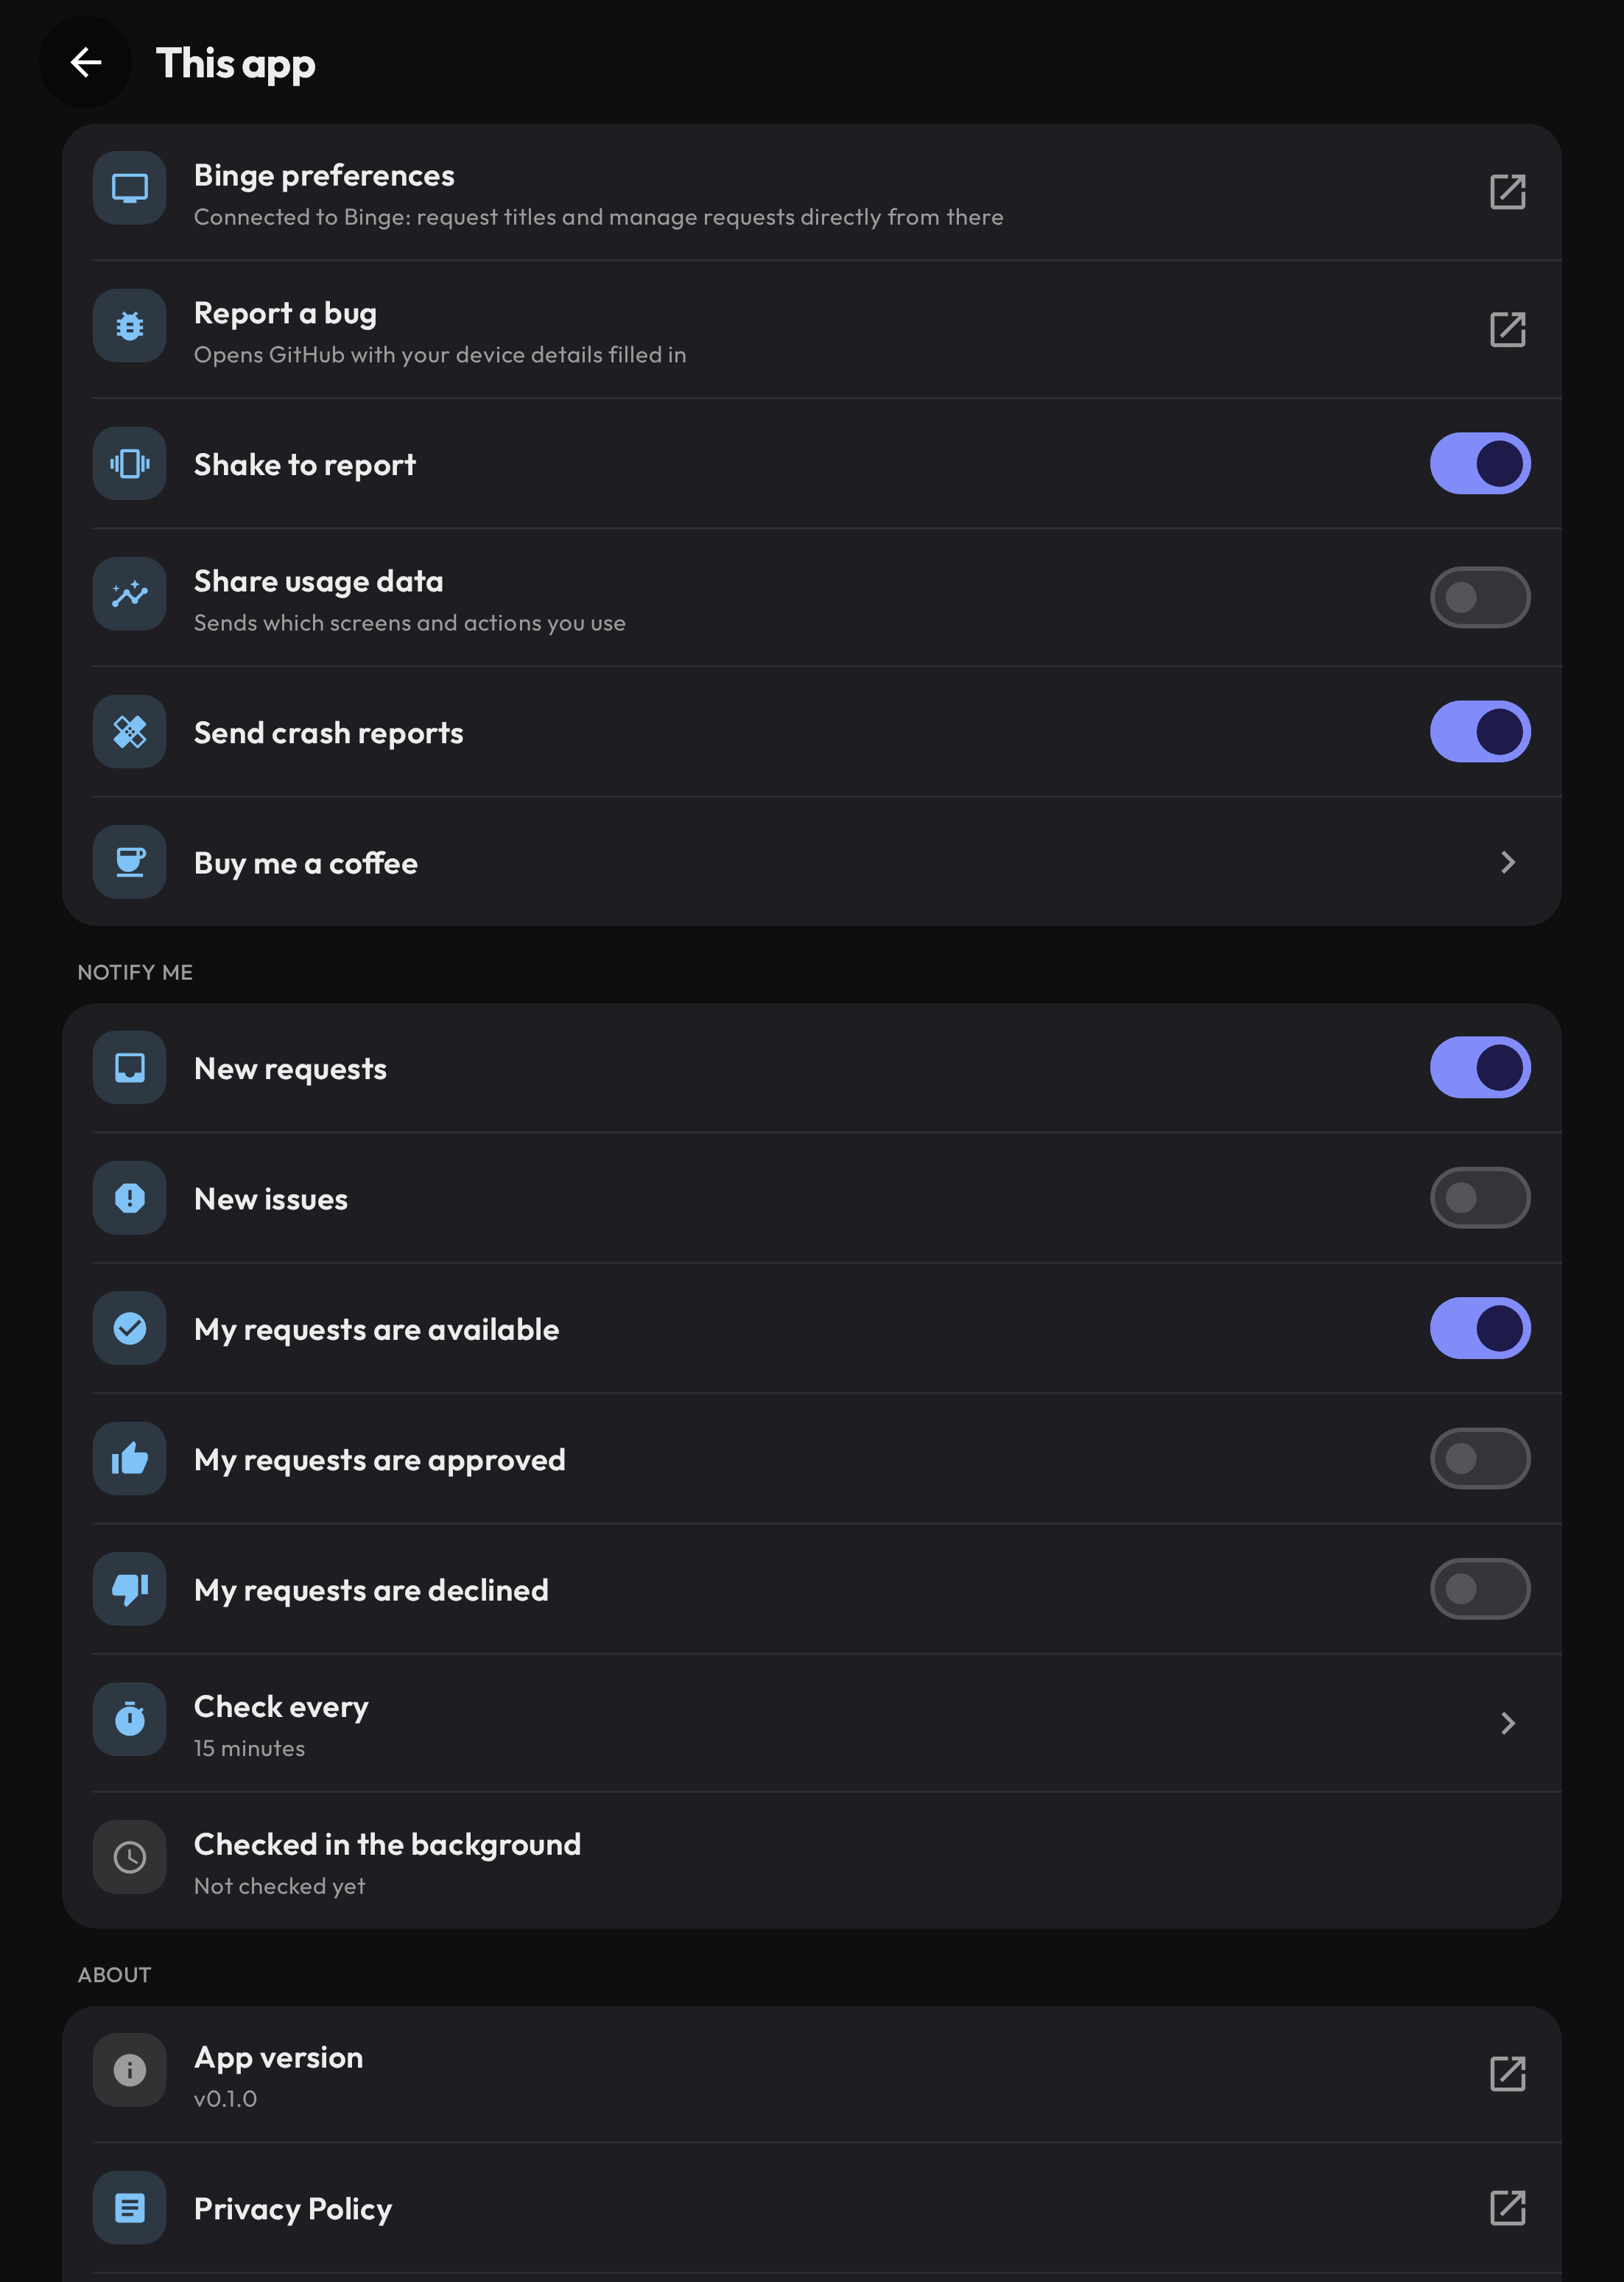 This app
Binge preferences
Connected to Binge: request titles and manage requests directly from there
Report a bug
Opens GitHub with your device details filled in
Shake to report
Share usage data
Sends which screens and actions you use
Send crash reports
Buy me a coffee
NOTIFY ME
New requests
New issues
My requests are available
My requests are approved
My requests are declined
Check every
15 minutes
Checked in the background
Not checked yet
ABOUT
App version
v0.1.0
Privacy Policy